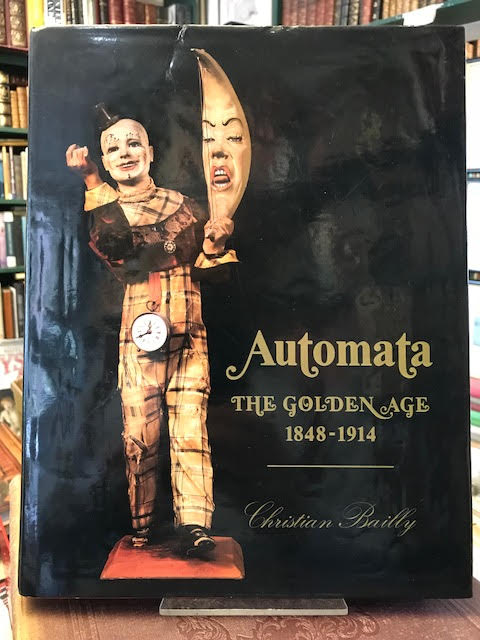 Automata
THE GOLDEN AGE
1848-1914
Christian Bailly